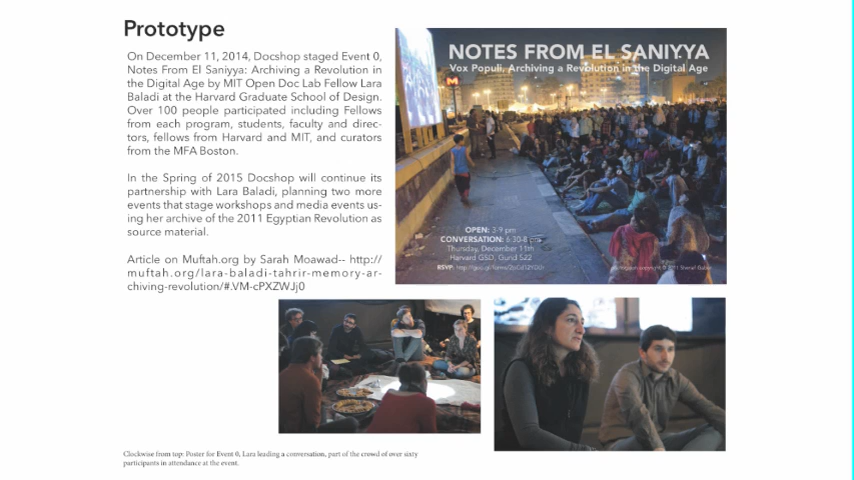 Prototype
On December 11, 2014, Docshop staged Event 0,
Notes From El Saniyya: Archiving a Revolution in
the Digital Age by MIT Open Doc Lab Fellow Lara
Baladi at the Harvard Graduate School of Design.
Over 100 people participated including Fellows
from each program, students, faculty and direc-
tors, fellows from Harvard and MIT, and curators
from the MFA Boston.
In the Spring of 2015 Docshop will continue its
partnership with Lara Baladi, planning two more
events that stage workshops and media events us-
ing her archive of the 2011 Egyptian Revolution as
source material.
Article on Muftah.org by Sarah Moawad-- http://
muftah.org/lara-baladi-tahrir-memory-ar-
chiving-revolution/#.VM-cPXZWJj0
NOTES FROM EL SANIYYA
Vox Populi, Archiving a Revolution in the Digital Age
OPEN: 3-9 pm
CONVERSATION: 6:30-8 pm
Thursday, December 11th
Harvard GSD, Gund 522
RSVP:
Clockwise from top: Poster for Event 0, Lara leading a conversation, part of the crowd of over sixty
participants in attendance at the event.